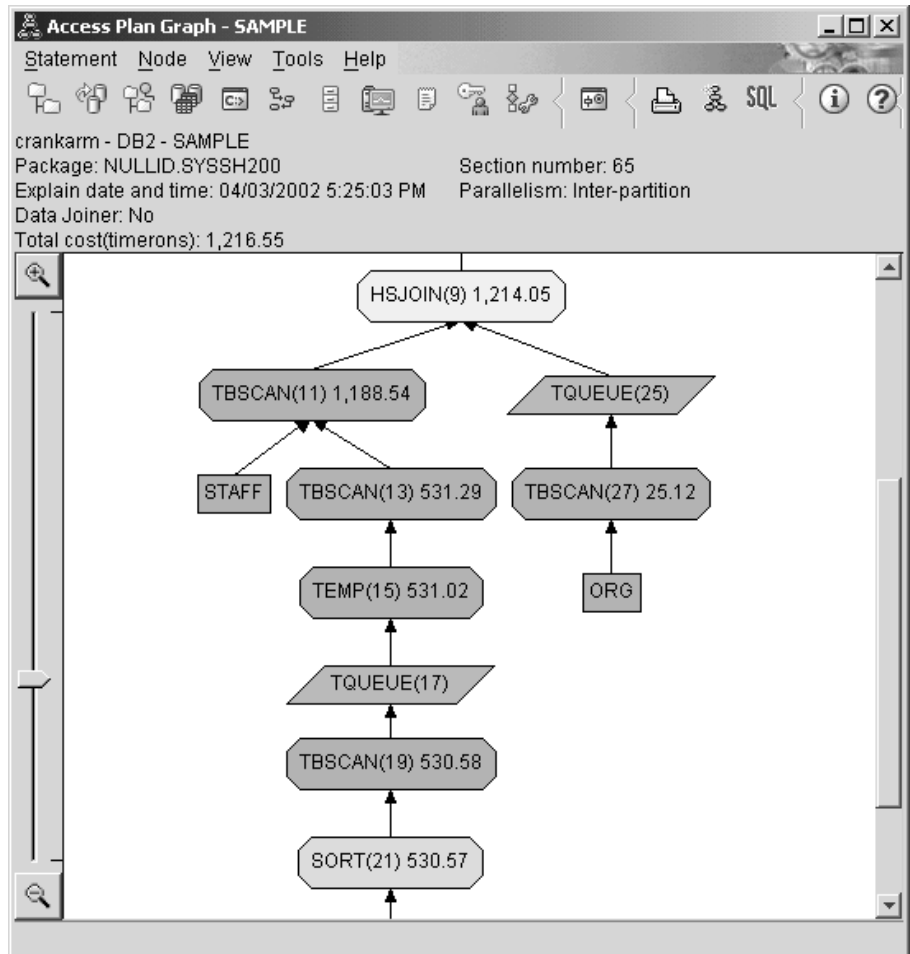 Access Plan Graph - SAMPLE
Statement Node View Tools Help
SQL
crankarm - DB2 - SAMPLE
Package: NULLID.SYSSH200 Section number: 65
Explain date and time: 04/03/2002 5:25:03 PM Parallelism: Inter-partition
Data Joiner: No
Total cost(timerons): 1,216.55
HSJOIN(9) 1,214.05
TBSCAN(11) 1,188.54 TQUEUE(25)
STAFF TBSCAN(13) 531.29 TBSCAN(27) 25.12
TEMP(15) 531.02 ORG
TQUEUE(17)
TBSCAN(19) 530.58
SORT(21) 530.57